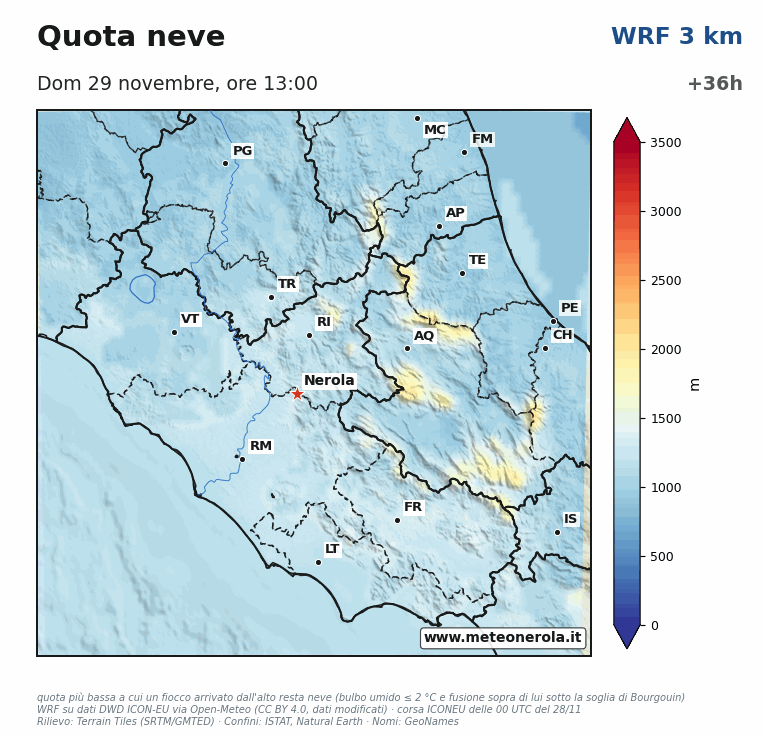 Quota neve
WRF 3 km
Dom 29 novembre, ore 13:00
+36h
MC
FM
PG
AP
TE
TR
PE
VT
RI
CH
AQ
Nerola
RM
FR
IS
LT
www.meteonerola.it
3500
3000
2500
2000
1500
1000
500
0
m
quota più bassa a cui un fiocco arrivato dall'alto resta neve (bulbo umido ≤ 2 °C e fusione sopra di lui sotto la soglia di Bourgouin)
WRF su dati DWD ICON-EU via Open-Meteo (CC BY 4.0, dati modificati) · corsa ICONEU delle 00 UTC del 28/11
Rilievo: Terrain Tiles (SRTM/GMTED) · Confini: ISTAT, Natural Earth · Nomi: GeoNames